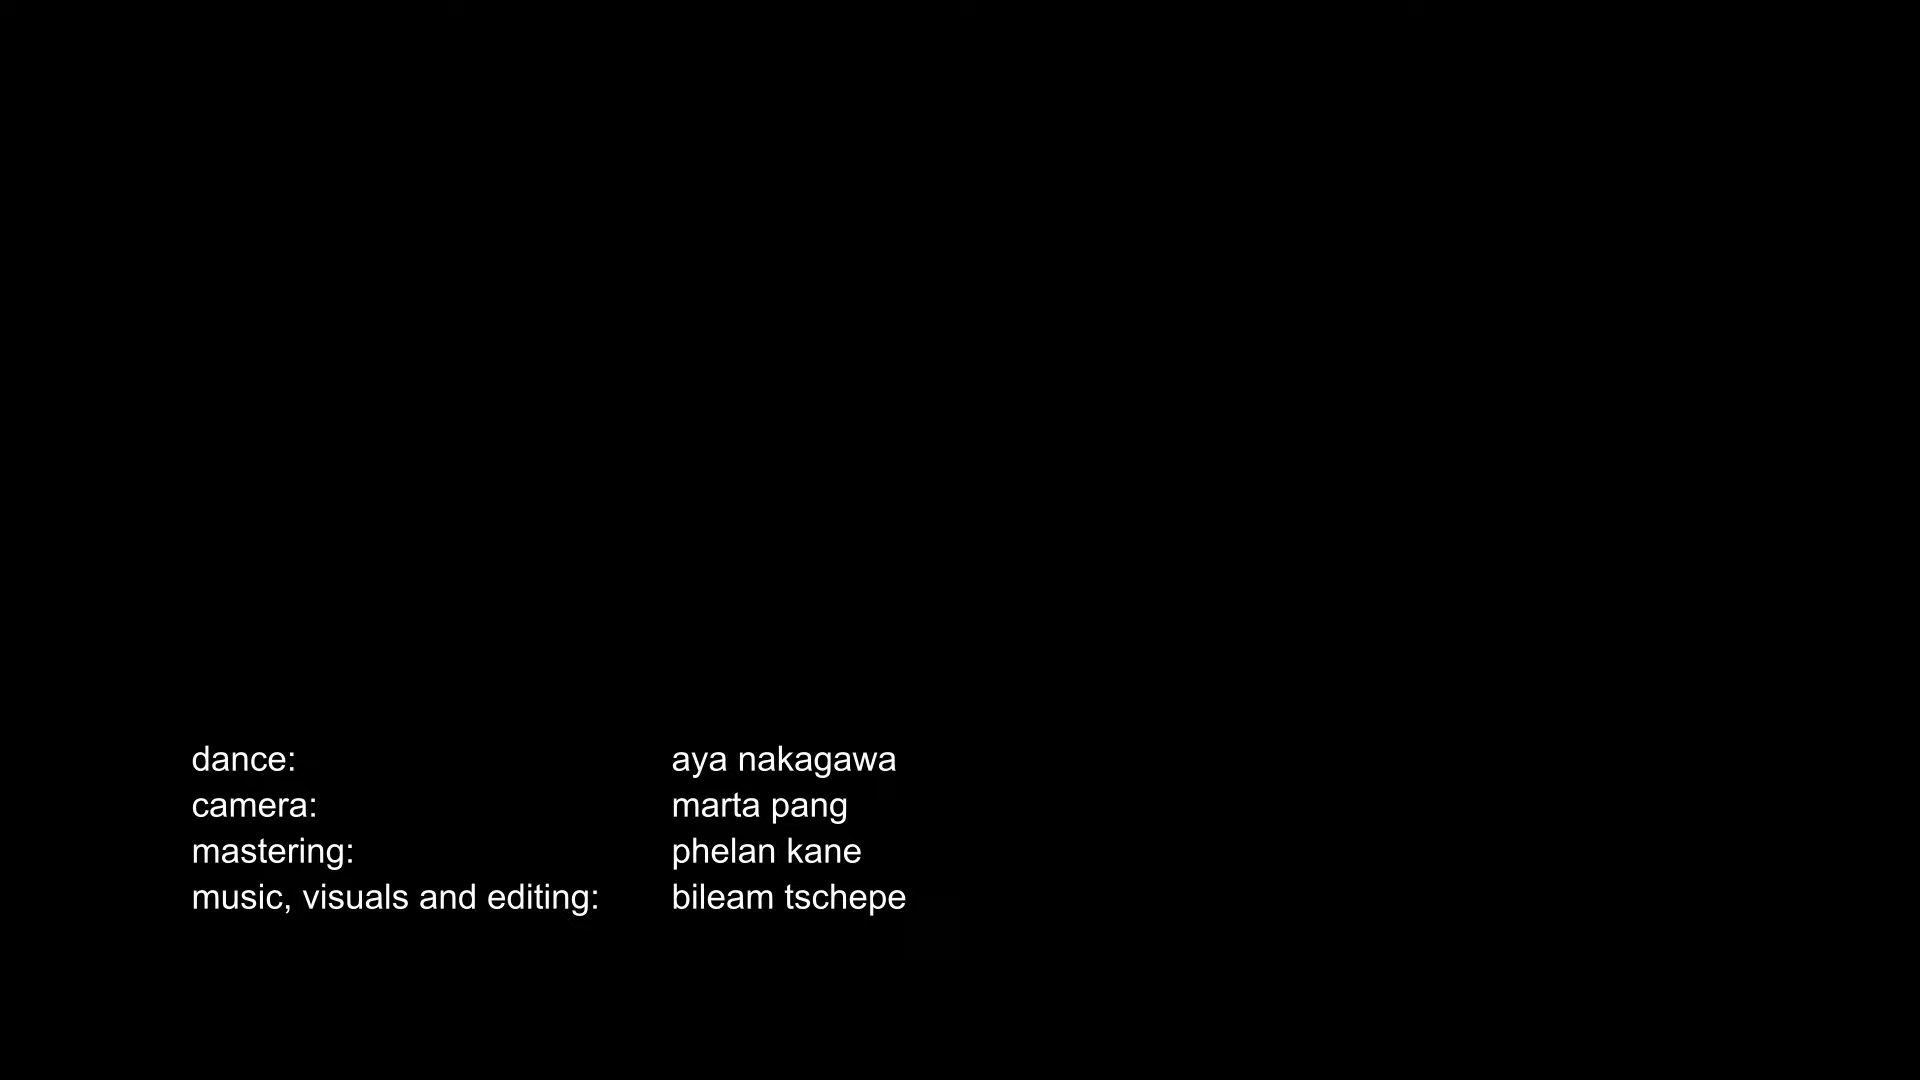 dance: aya nakagawa
camera: marta pang
mastering: phelan kane
music, visuals and editing: bileam tschepe